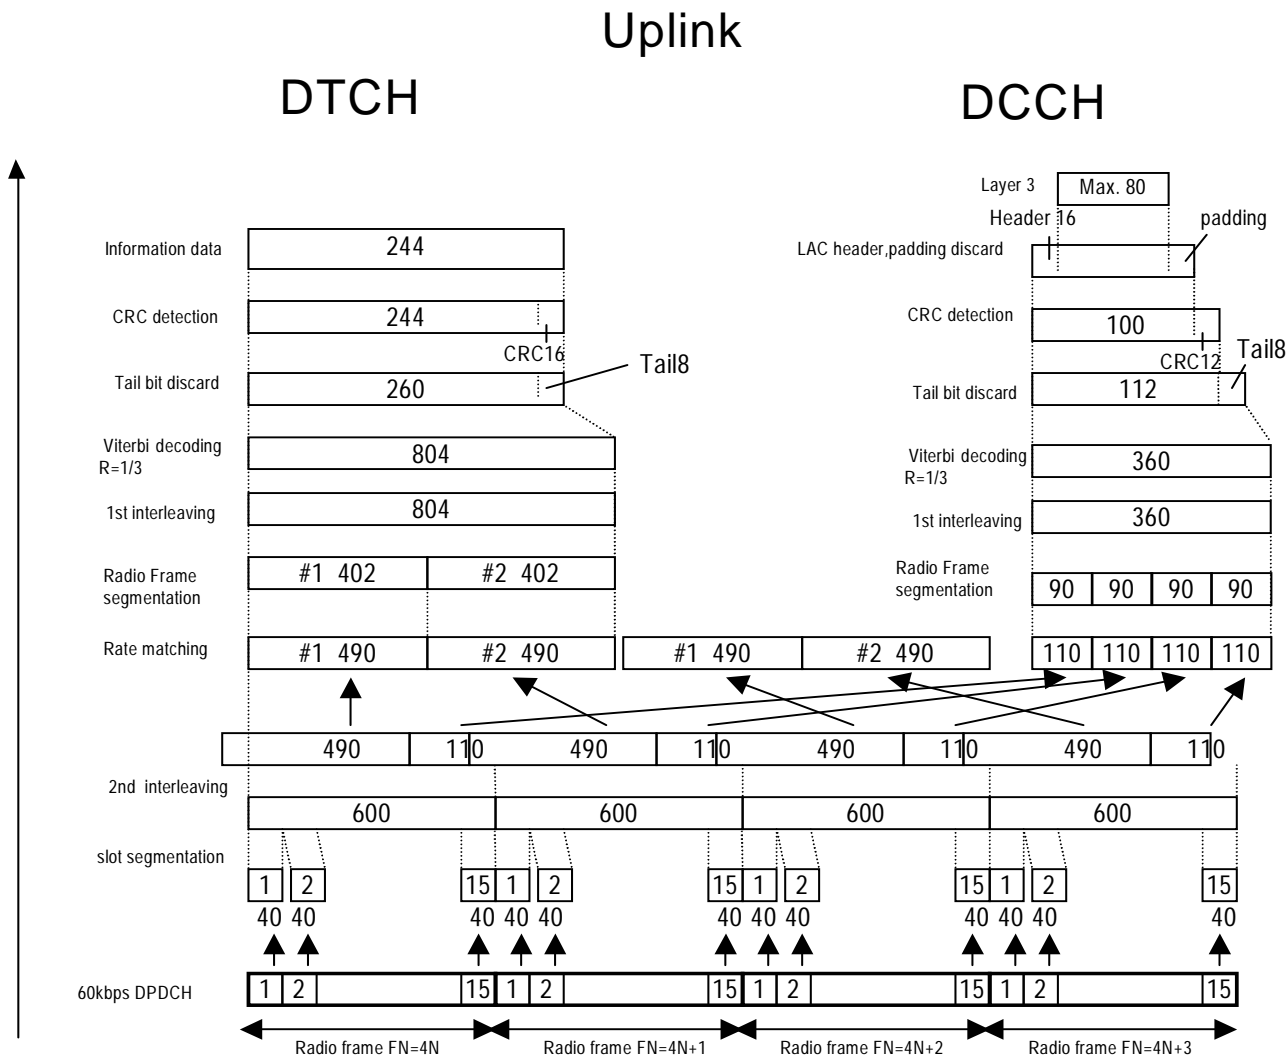 Uplink
DTCH DCCH
Layer 3 Max. 80
Header 16 padding
Information data 244 LAC header,padding discard
CRC detection 244 CRC detection 100
CRC16 CRC12
Tail8 Tail8
Tail bit discard 260 Tail bit discard 112
Viterbi decoding R=1/3 804 Viterbi decoding R=1/3 360
1st interleaving 804 1st interleaving 360
Radio Frame segmentation #1 402 #2 402 Radio Frame segmentation 90 90 90 90
Rate matching #1 490 #2 490 #1 490 #2 490 110 110 110 110
490 110 490 110 490 110 490 110
2nd interleaving
600 600 600 600
slot segmentation
1 2 15 1 2 15 1 2 15 1 2 15
40 40 40 40 40 40 40 40 40 40 40 40
60kbps DPDCH 1 2 15 1 2 15 1 2 15 1 2 15
Radio frame FN=4N Radio frame FN=4N+1 Radio frame FN=4N+2 Radio frame FN=4N+3